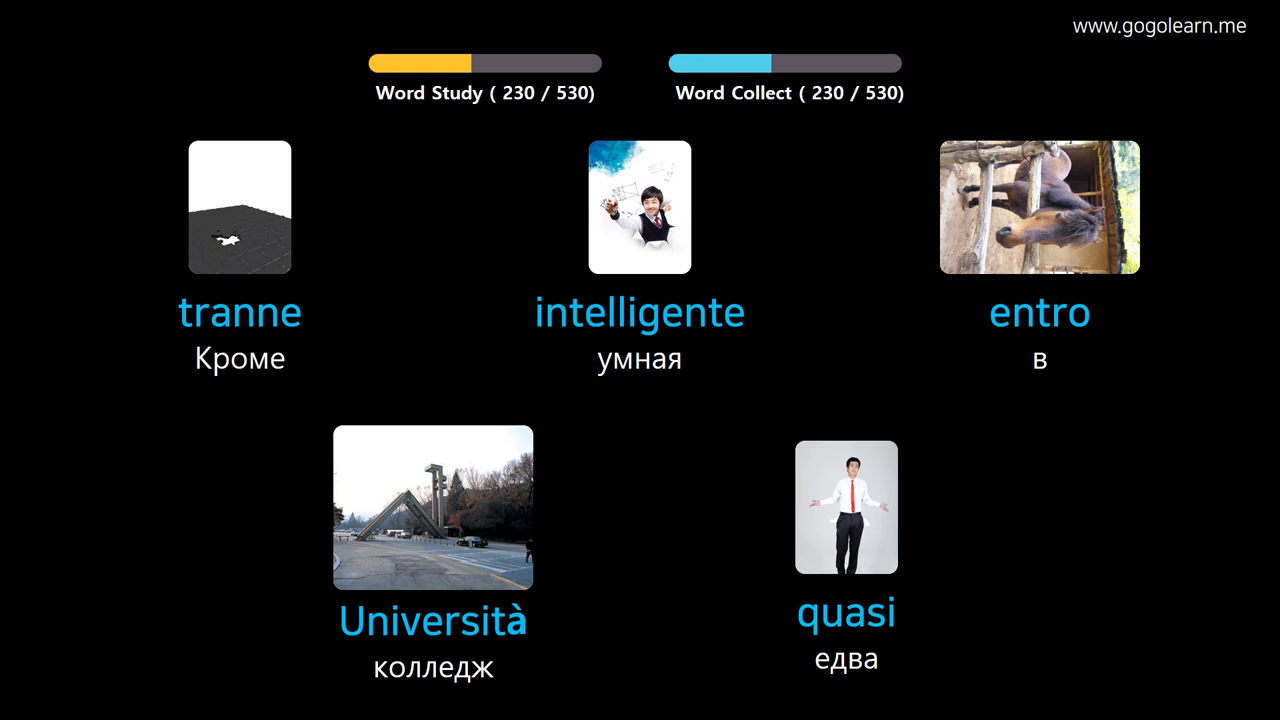 www.gogolearn.me
Word Study ( 230 / 530)
Word Collect ( 230 / 530)
tranne
Кроме
intelligente
умная
entro
в
Università
колледж
quasi
едва